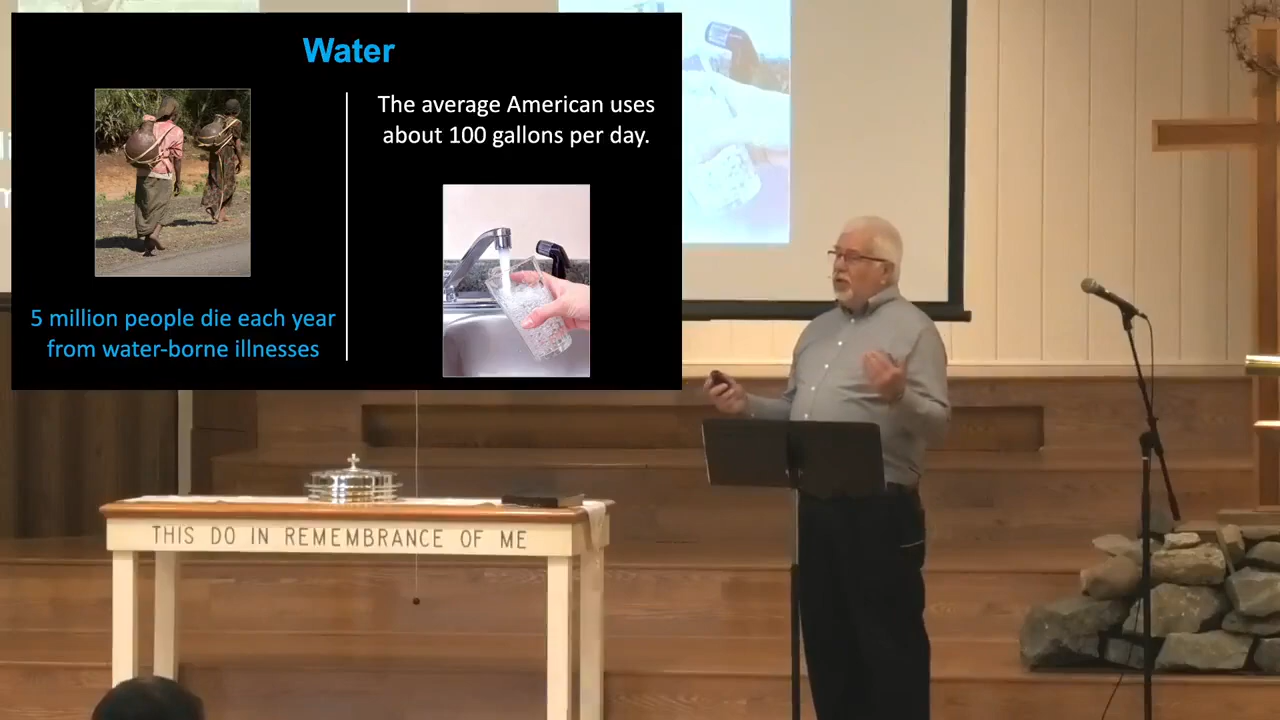 Water
The average American uses
about 100 gallons per day.
5 million people die each year
from water-borne illnesses
THIS DO IN REMEMBRANCE OF ME